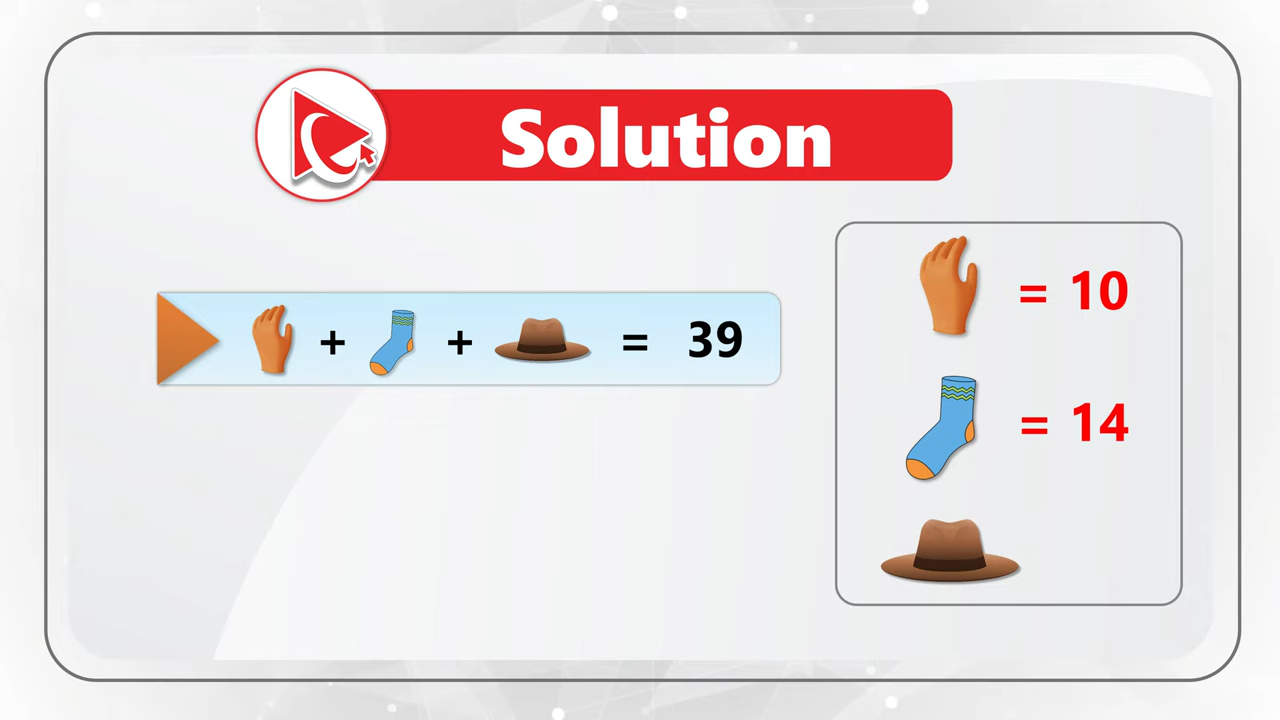 Solution
+ + = 39
= 10
= 14